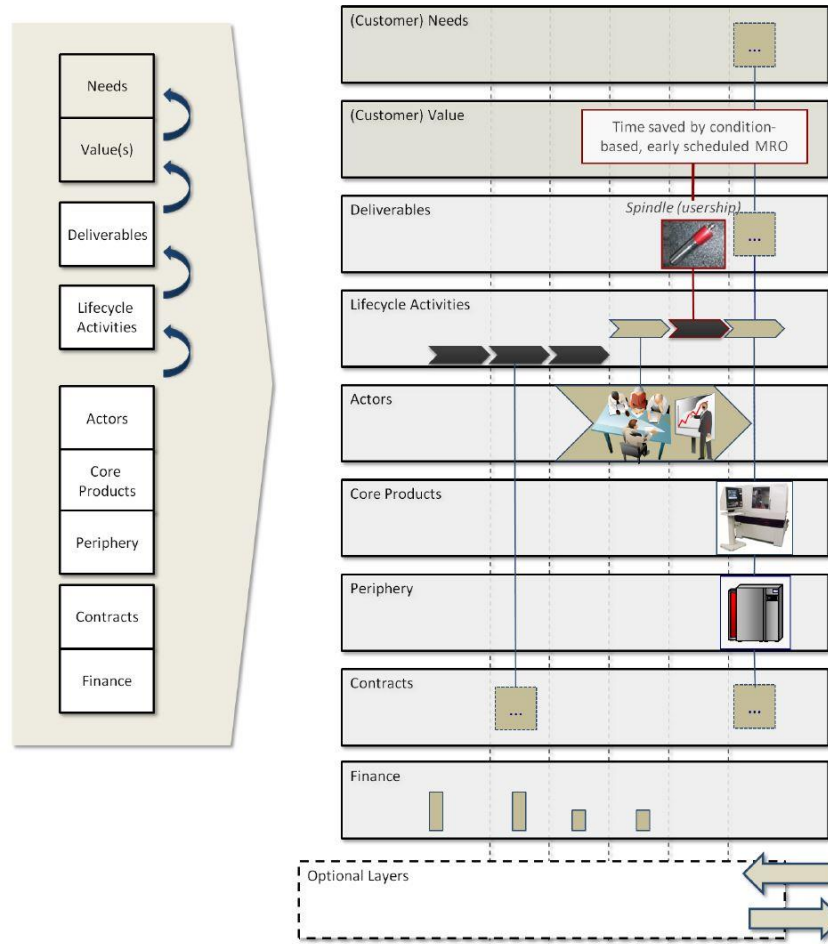 Needs
Value(s)
Deliverables
Lifecycle
Activities
Actors
Core
Products
Periphery
Contracts
Finance
(Customer) Needs
...
(Customer) Value
Time saved by condition-
based, early scheduled MRO
Deliverables
Spindle (usership)
...
Lifecycle Activities
Actors
Core Products
Periphery
Contracts
...
...
Finance
Optional Layers